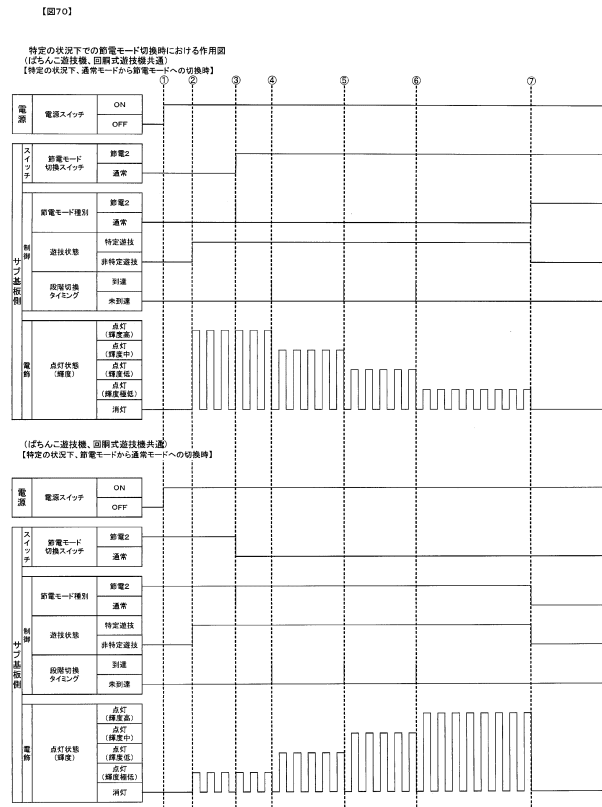 【図70】
特定の状況下での節電モード切換時における作用図
(ぱちんこ遊技機、回胴式遊技機共通)
【特定の状況下、通常モードから節電モードへの切換時】
① ② ③ ④ ⑤ ⑥ ⑦
電源
電源スイッチ
ON
OFF
サブ基板側
スイッチ
節電モード
切換スイッチ
節電2
通常
制御
節電モード種別
節電2
通常
遊技状態
特定遊技
非特定遊技
段階切換
タイミング
到達
未到達
電飾
点灯状態
(輝度)
点灯
(輝度高)
点灯
(輝度中)
点灯
(輝度低)
点灯
(輝度極低)
消灯
(ぱちんこ遊技機、回胴式遊技機共通)
【特定の状況下、節電モードから通常モードへの切換時】
電源
電源スイッチ
ON
OFF
サブ基板側
スイッチ
節電モード
切換スイッチ
節電2
通常
制御
節電モード種別
節電2
通常
遊技状態
特定遊技
非特定遊技
段階切換
タイミング
到達
未到達
電飾
点灯状態
(輝度)
点灯
(輝度高)
点灯
(輝度中)
点灯
(輝度低)
点灯
(輝度極低)
消灯